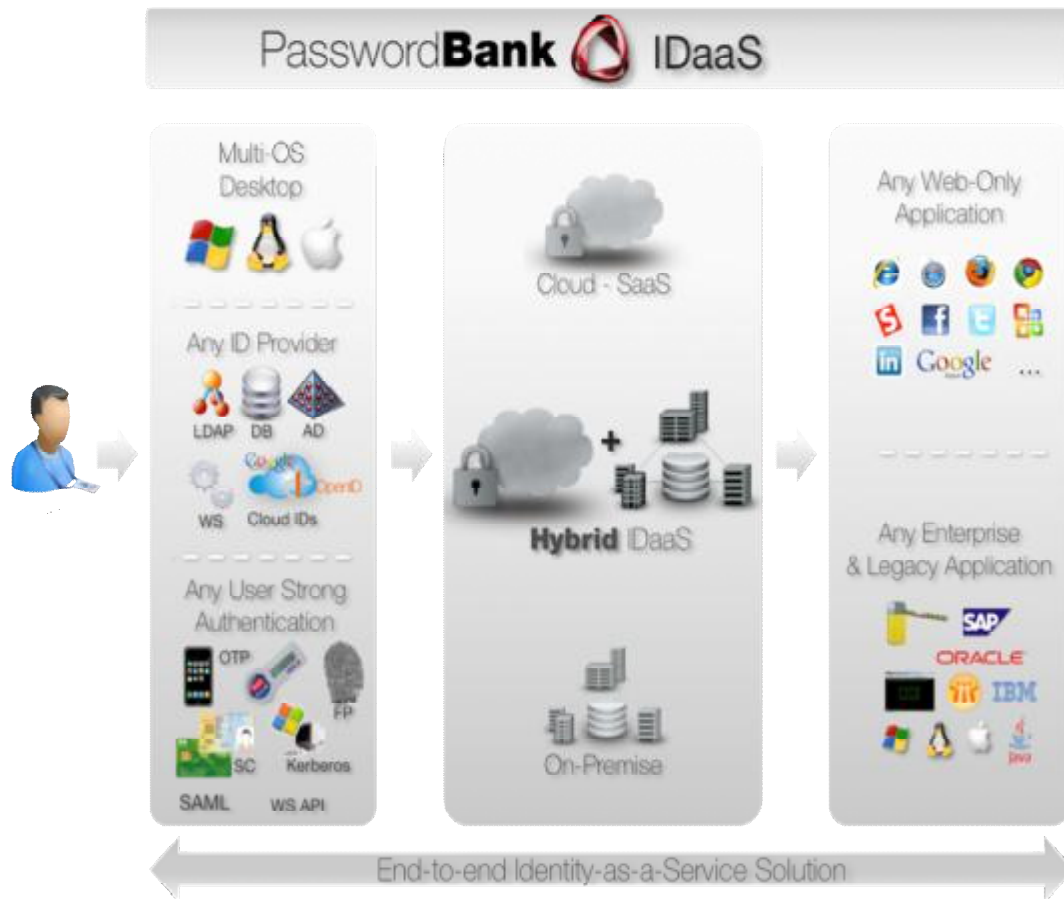 PasswordBank IDaaS
Multi-OS
Desktop
Any ID Provider
LDAP DB AD
Google
OpenID
WS Cloud IDs
Any User Strong
Authentication
OTP
FP
SC Kerberos
SAML WS API
Cloud - SaaS
+
Hybrid IDaaS
On-Premise
Any Web-Only
Application
S f t
in Google ...
Any Enterprise
& Legacy Application
SAP
ORACLE
IBM
java
End-to-end Identity-as-a-Service Solution